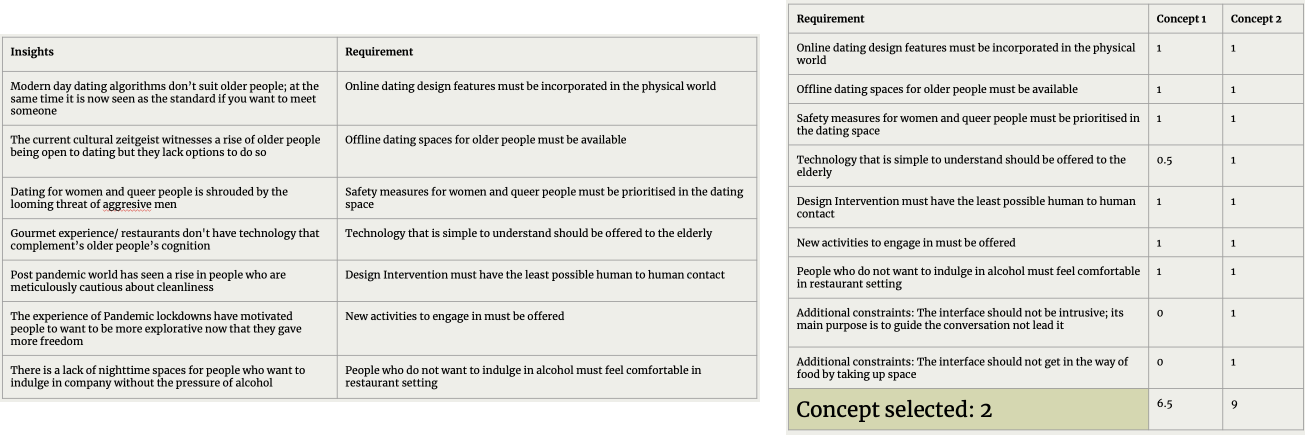 Insights
Requirement
Modern day dating algorithms don't suit older people; at the
same time it is now seen as the standard if you want to meet
someone
Online dating design features must be incorporated in the physical world
The current cultural zeitgeist witnesses a rise of older people
being open to dating but they lack options to do so
Offline dating spaces for older people must be available
Dating for women and queer people is shrouded by the
looming threat of aggresive men
Safety measures for women and queer people must be prioritised in the dating
space
Gourmet experience/ restaurants don't have technology that
complement's older people's cognition
Technology that is simple to understand should be offered to the elderly
Post pandemic world has seen a rise in people who are
meticulously cautious about cleanliness
Design Intervention must have the least possible human to human contact
The experience of Pandemic lockdowns have motivated
people to want to be more explorative now that they gave
more freedom
New activities to engage in must be offered
There is a lack of nighttime spaces for people who want to
indulge in company without the pressure of alcohol
People who do not want to indulge in alcohol must feel comfortable in
restaurant setting
Requirement
Concept 1
Concept 2
Online dating design features must be incorporated in the physical
world
1
1
Offline dating spaces for older people must be available
1
1
Safety measures for women and queer people must be prioritised in
the dating space
1
1
Technology that is simple to understand should be offered to the
elderly
0.5
1
Design Intervention must have the least possible human to human
contact
1
1
New activities to engage in must be offered
1
1
People who do not want to indulge in alcohol must feel comfortable
in restaurant setting
1
1
Additional constraints: The interface should not be intrusive; its
main purpose is to guide the conversation not lead it
0
1
Additional constraints: The interface should not get in the way of
food by taking up space
0
1
Concept selected: 2
6.5
9